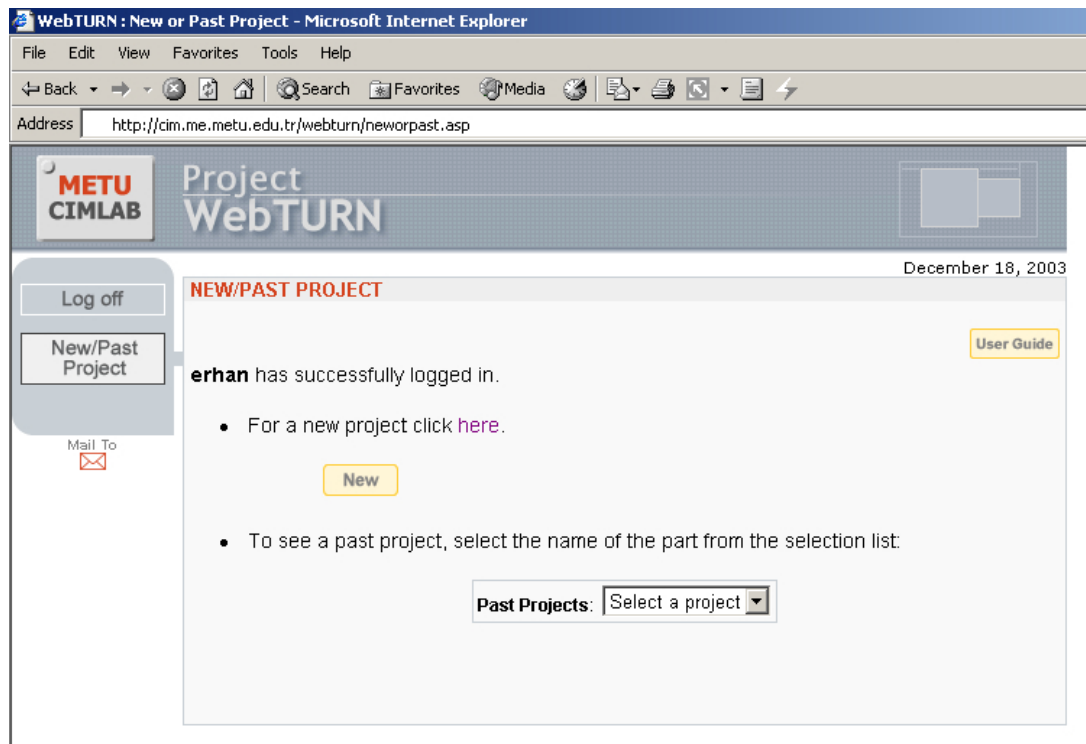 WebTURN : New or Past Project - Microsoft Internet Explorer
File Edit View Favorites Tools Help
Back Search Favorites Media
Address http://cim.me.metu.edu.tr/webturn/neworpast.asp
METU
CIMLAB
Project
WebTURN
December 18, 2003
Log off
New/Past
Project
Mail To
NEW/PAST PROJECT
User Guide
erhan has successfully logged in.
• For a new project click here.
New
• To see a past project, select the name of the part from the selection list:
Past Projects: Select a project